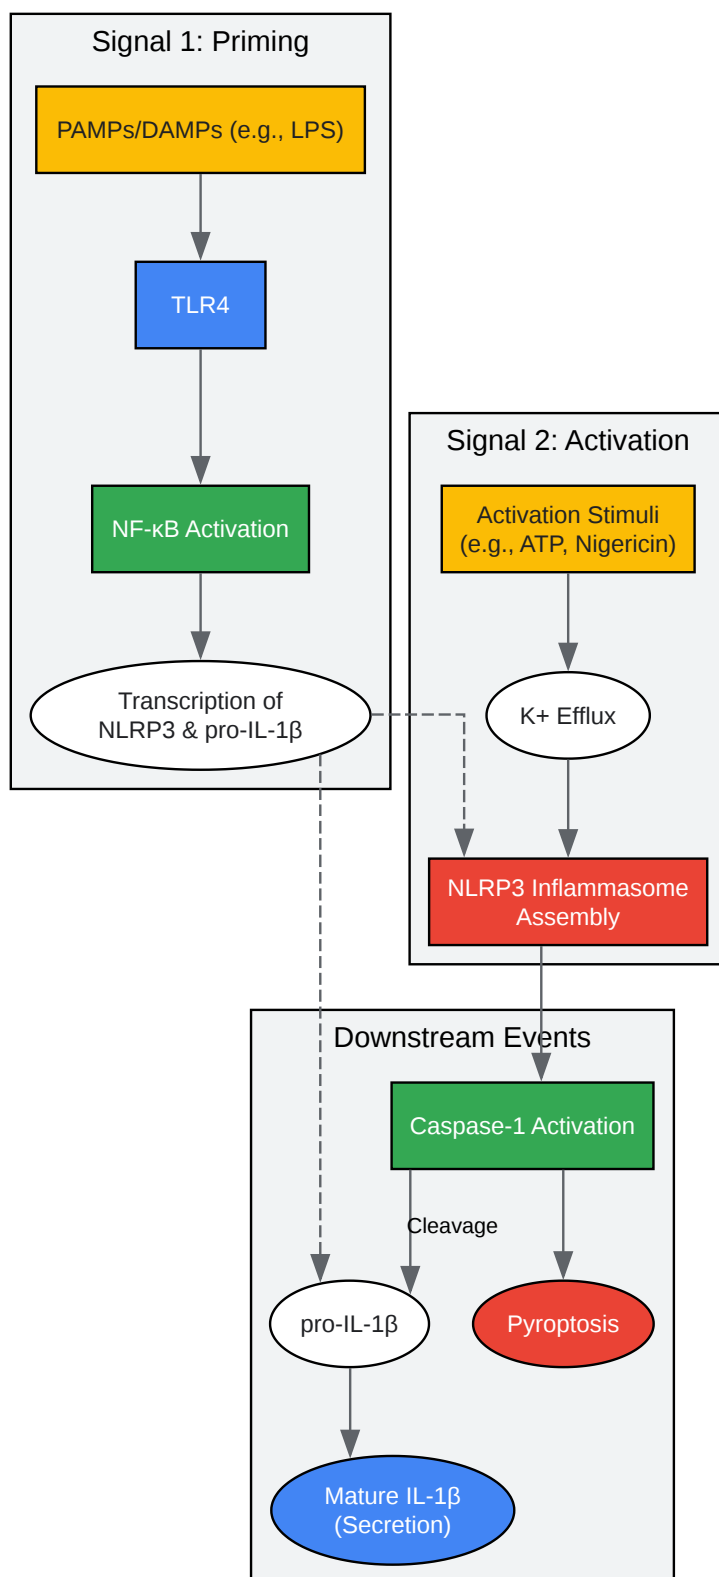 Signal 1: Priming
PAMPs/DAMPs (e.g., LPS)
TLR4
NF-κB Activation
Transcription of
NLRP3 & pro-IL-1β
Signal 2: Activation
Activation Stimuli
(e.g., ATP, Nigericin)
K+ Efflux
NLRP3 Inflammasome
Assembly
Downstream Events
Caspase-1 Activation
Cleavage
pro-IL-1β
Pyroptosis
Mature IL-1β
(Secretion)